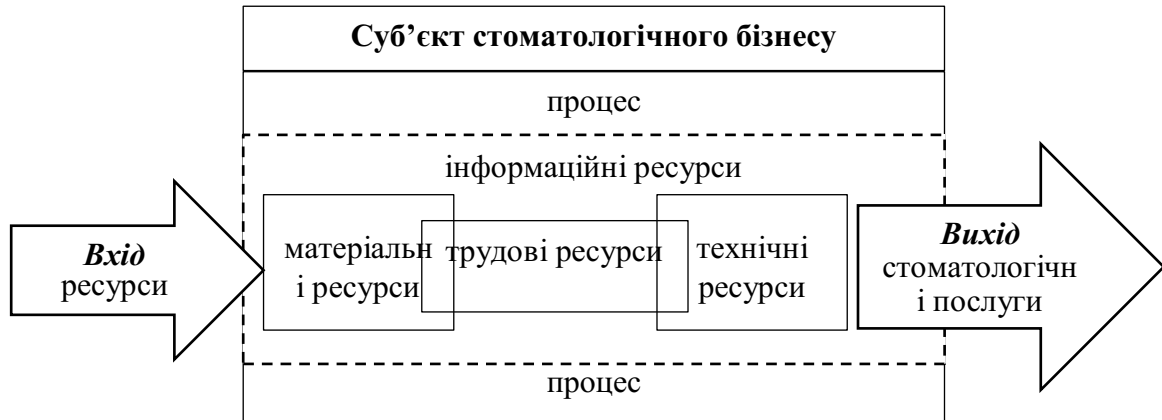 Суб’єкт стоматологічного бізнесу
процес
інформаційні ресурси
Вхід
ресурси
матеріальн
і ресурси
трудові ресурси
технічні
ресурси
Вихід
стоматологічн
і послуги
процес